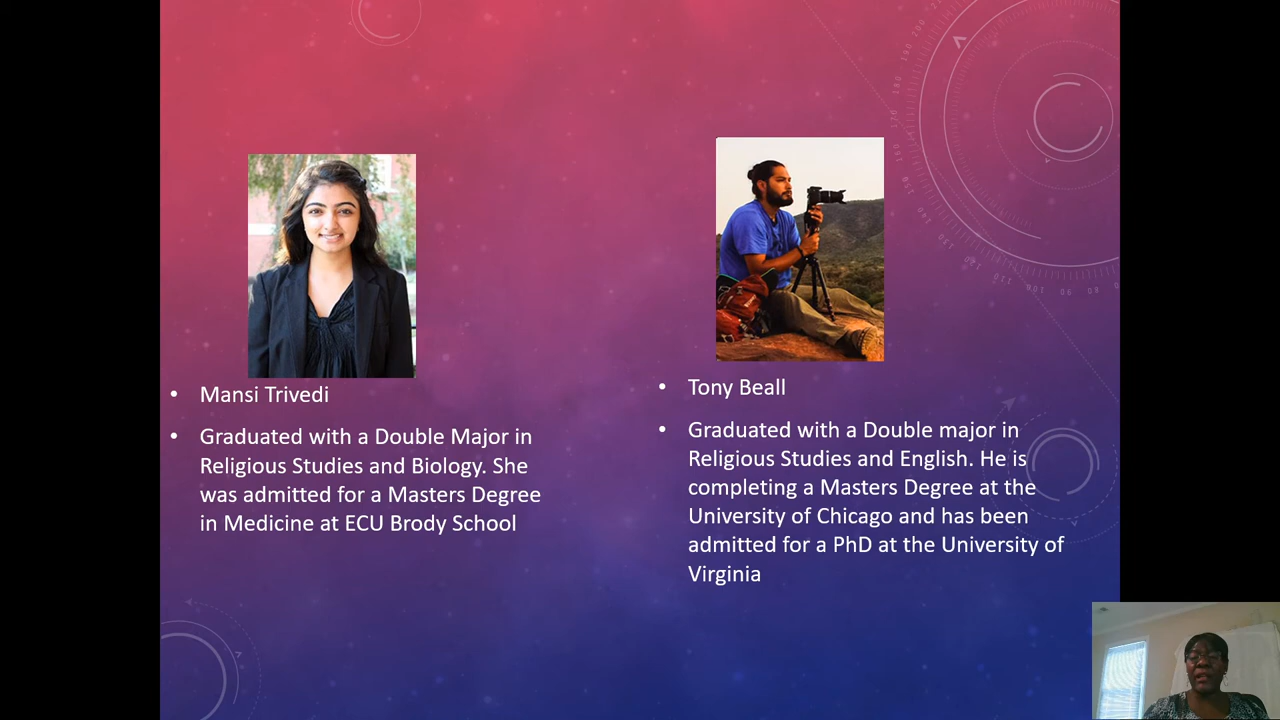 • Mansi Trivedi
• Graduated with a Double Major in
Religious Studies and Biology. She
was admitted for a Masters Degree
in Medicine at ECU Brody School
• Tony Beall
• Graduated with a Double major in
Religious Studies and English. He is
completing a Masters Degree at the
University of Chicago and has been
admitted for a PhD at the University of
Virginia